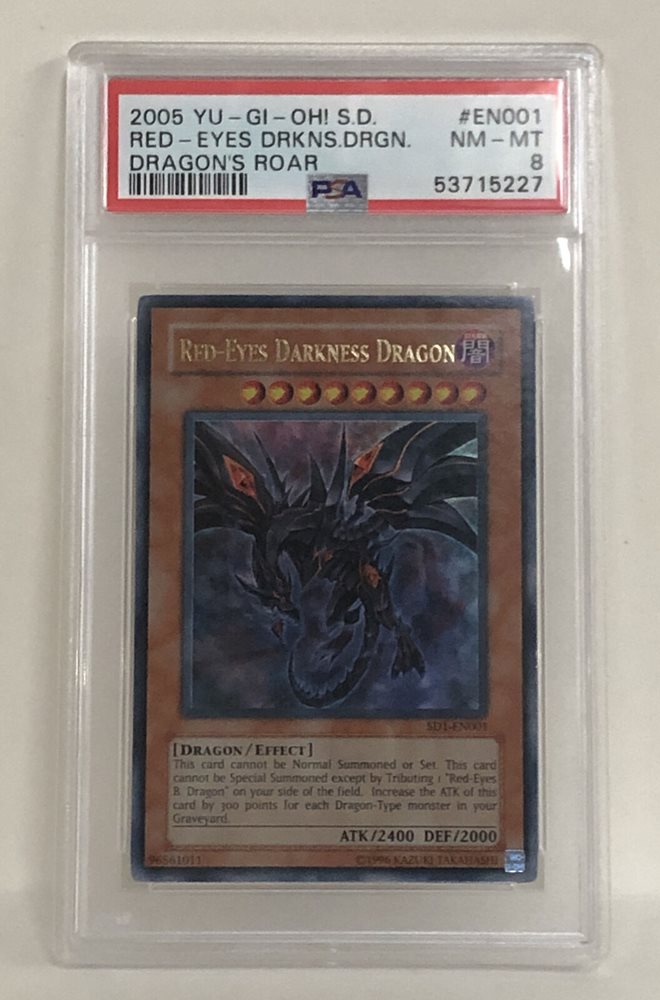 2005 YU-GI-OH! S.D. #EN001
RED-EYES DRKNS.DRGN. NM-MT
DRAGON'S ROAR 8
PSA 53715227
RED-EYES DARKNESS DRAGON DARK 闇
SD1-EN001
[DRAGON/EFFECT]
This card cannot be Normal Summoned or Set. This card
cannot be Special Summoned except by Tributing 1 "Red-Eyes
B. Dragon" on your side of the field. Increase the ATK of this
card by 300 points for each Dragon-Type monster in your
Graveyard.
ATK/2400 DEF/2000
96561011 ©1996 KAZUKI TAKAHASHI